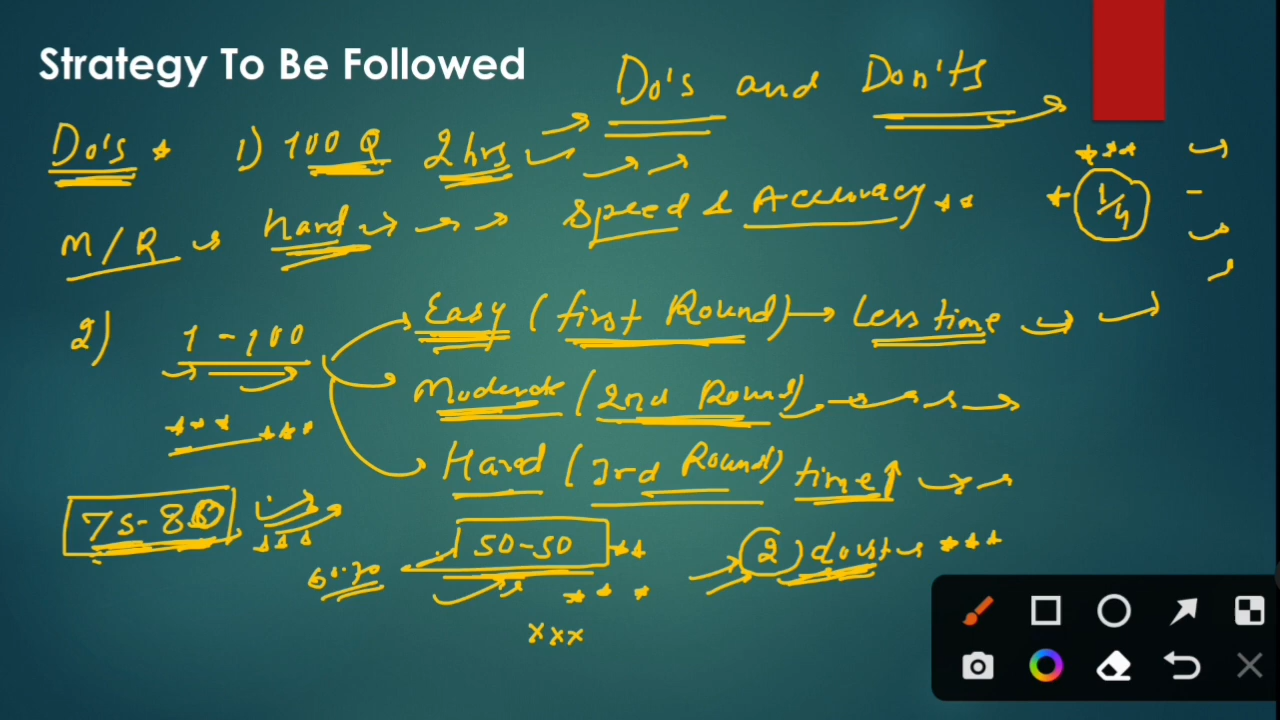 Strategy To Be Followed
Do's and Don'ts
Do's 1) 100 Q 2 hrs
M/R hard Speed & Accuracy 1/4
2) 1 - 100
Easy (first Round) → Less time
Moderate (2nd Round)
Hard (3rd Round) time↑
75-80
50-50 (2) doubts
60-70
xxx